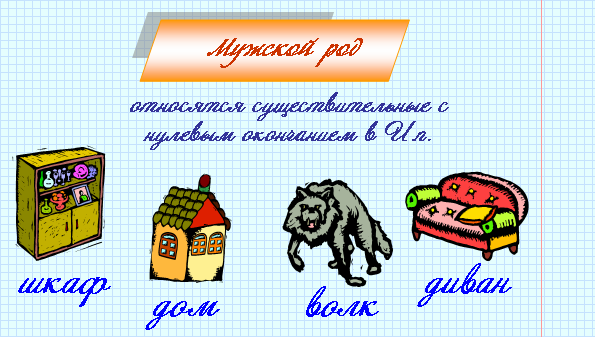 Мужской род
относятся существительные с
нулевым окончанием в И.п.
шкаф
дом
волк
диван